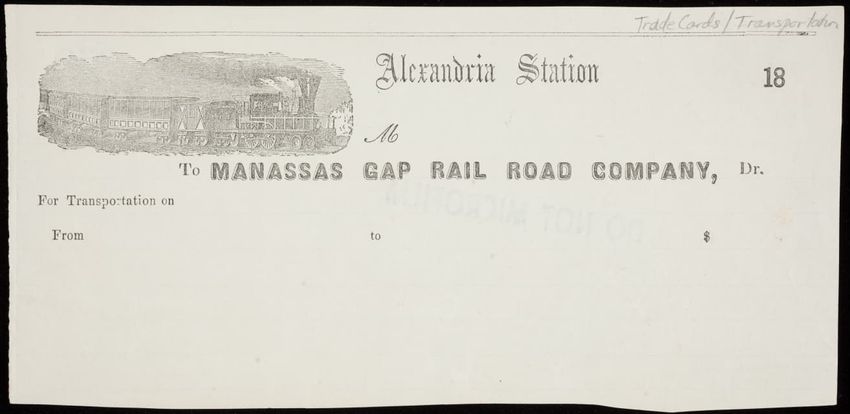 Trade Cards / Transportation
Alexandria Station 18
M
To MANASSAS GAP RAIL ROAD COMPANY, Dr.
For Transportation on
From to $
DO NOT MICROFILM